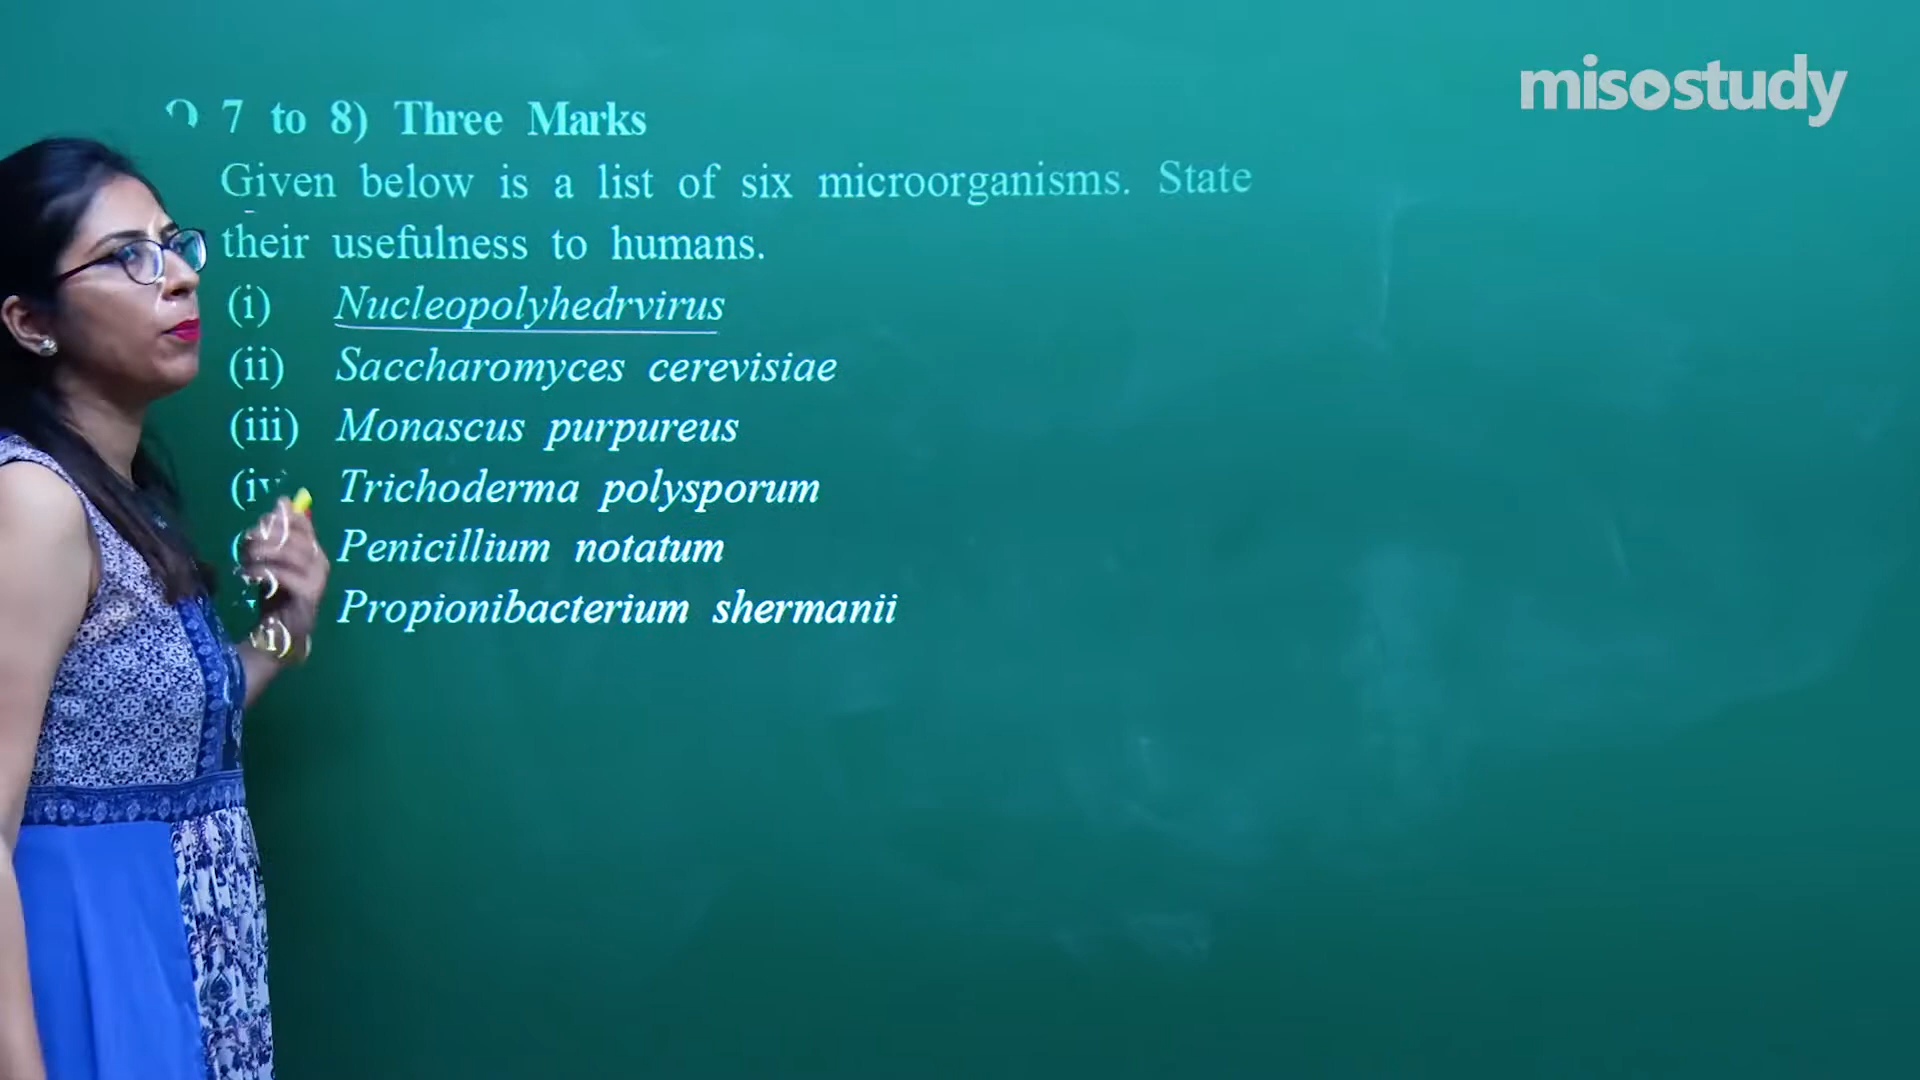 misostudy
7 to 8) Three Marks
Given below is a list of six microorganisms. State
their usefulness to humans.
(i) Nucleopolyhedrvirus
(ii) Saccharomyces cerevisiae
(iii) Monascus purpureus
(iv) Trichoderma polysporum
Penicillium notatum
Propionibacterium shermanii